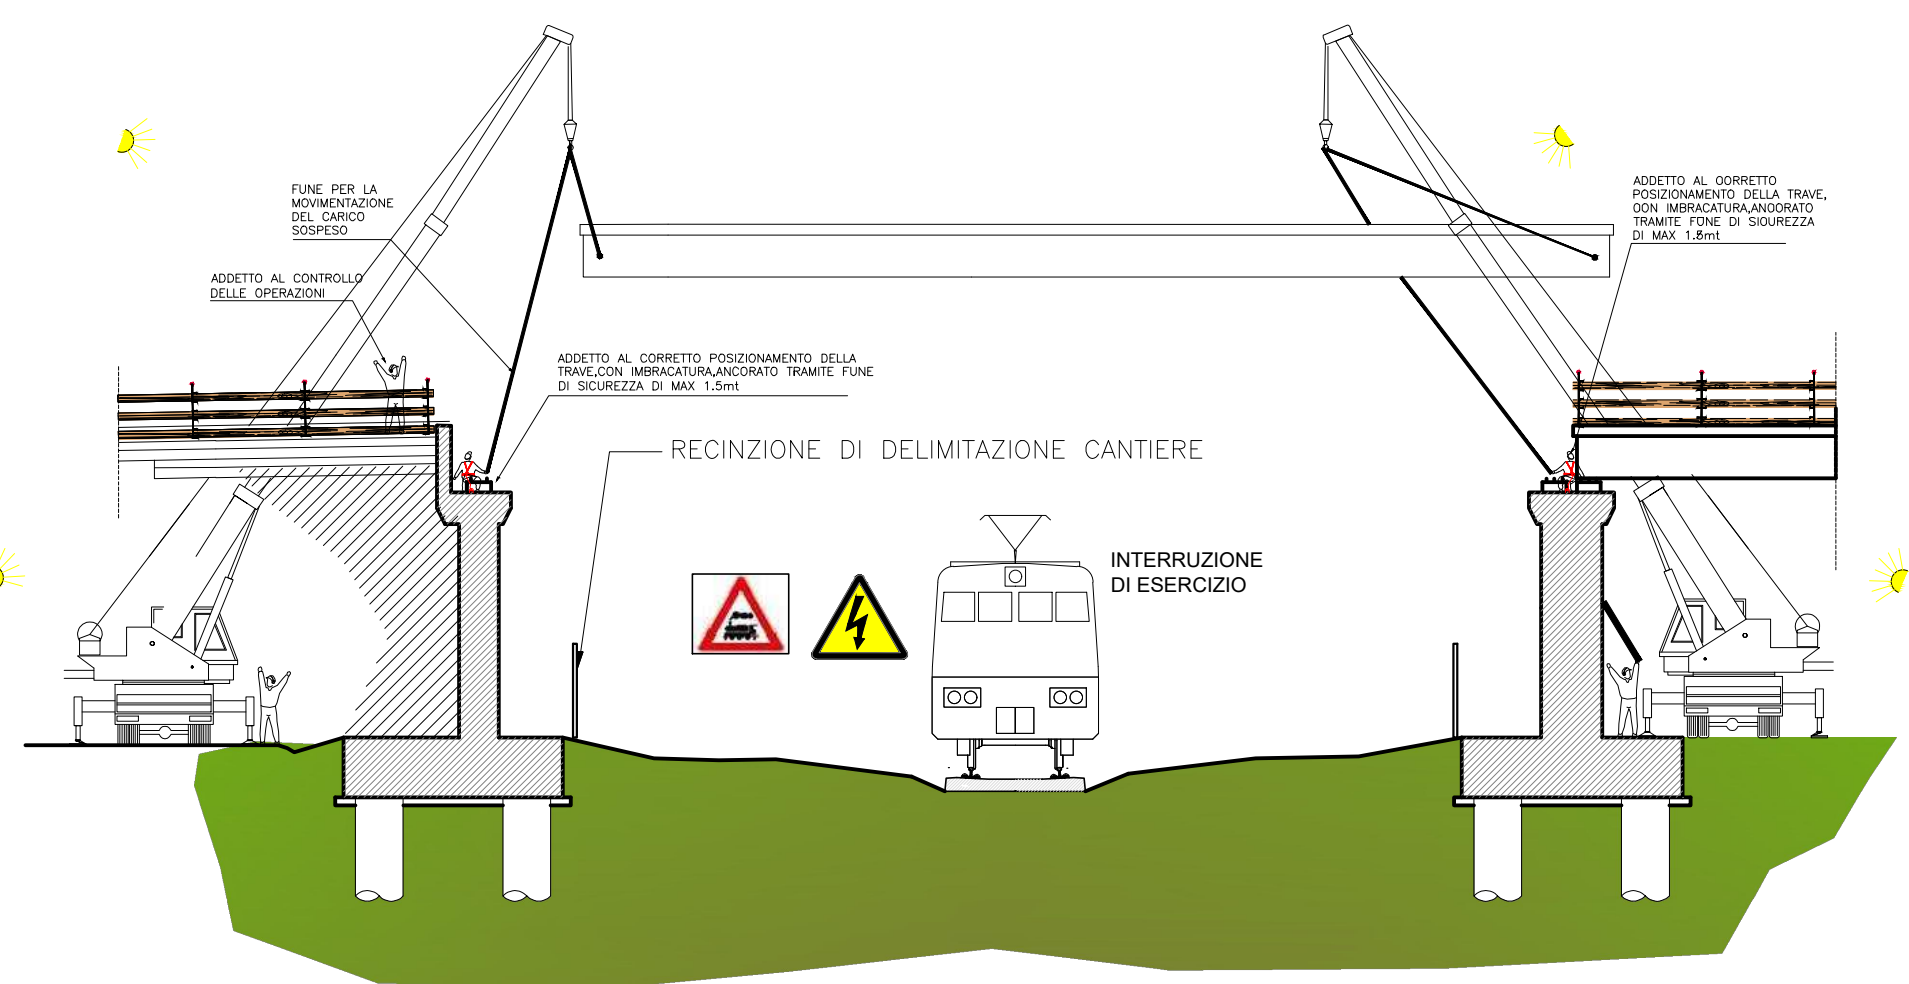 FUNE PER LA
MOVIMENTAZIONE
DEL CARICO
SOSPESO
ADDETTO AL CONTROLLO
DELLE OPERAZIONI
ADDETTO AL CORRETTO POSIZIONAMENTO DELLA
TRAVE,CON IMBRACATURA,ANCORATO TRAMITE FUNE
DI SICUREZZA DI MAX 1.5mt
ADDETTO AL OORRETTO
POSIZIONAMENTO DELLA TRAVE,
OON IMBRACATURA,ANOORATO
TRAMITE FUNE DI SIOUREZZA
DI MAX 1.5mt
RECINZIONE DI DELIMITAZIONE CANTIERE
INTERRUZIONE
DI ESERCIZIO